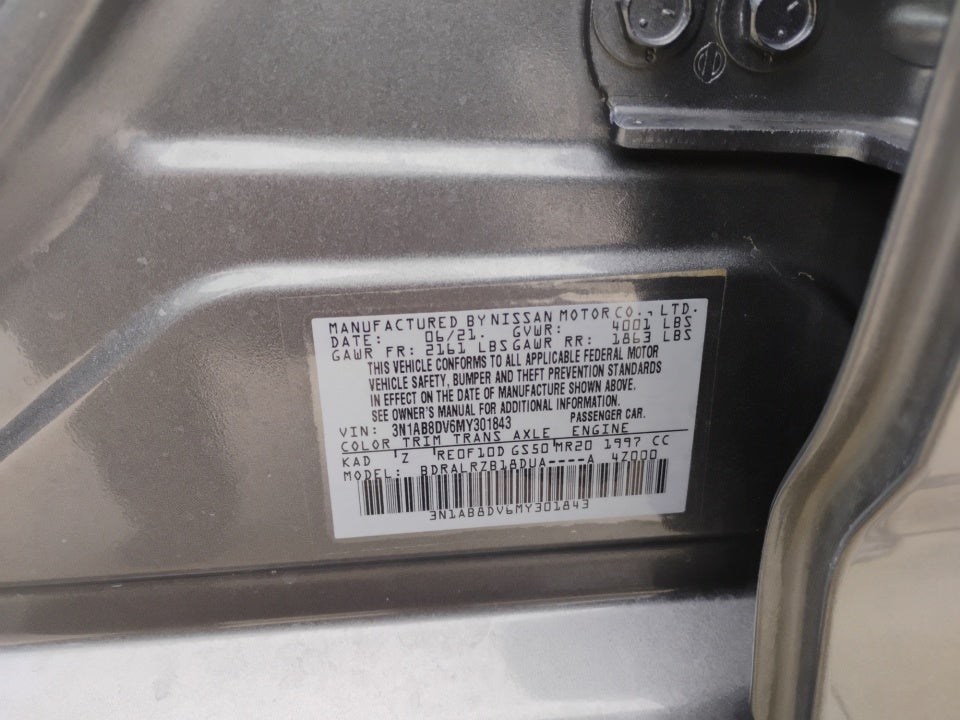 MANUFACTURED BY NISSAN MOTOR CO., LTD.
DATE: 06/21. GVWR: 4001 LBS
GAWR FR: 2161 LBS GAWR RR: 1863 LBS
THIS VEHICLE CONFORMS TO ALL APPLICABLE FEDERAL MOTOR
VEHICLE SAFETY, BUMPER AND THEFT PREVENTION STANDARDS
IN EFFECT ON THE DATE OF MANUFACTURE SHOWN ABOVE.
SEE OWNER'S MANUAL FOR ADDITIONAL INFORMATION.
VIN: 3N1AB8DV6MY301843 PASSENGER CAR.
COLOR TRIM TRANS AXLE ENGINE
KAD Z RE0F10D GS50 MR20 1997 CC
MODEL: BDRALRZB18DUA----A 4Z000
3N1AB8DV6MY301843